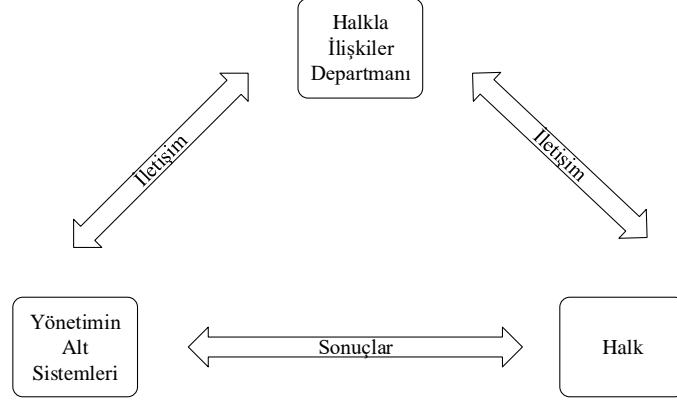 Halkla
İlişkiler
Departmanı
İletişim
İletişim
Yönetimin
Alt
Sistemleri
Sonuçlar
Halk